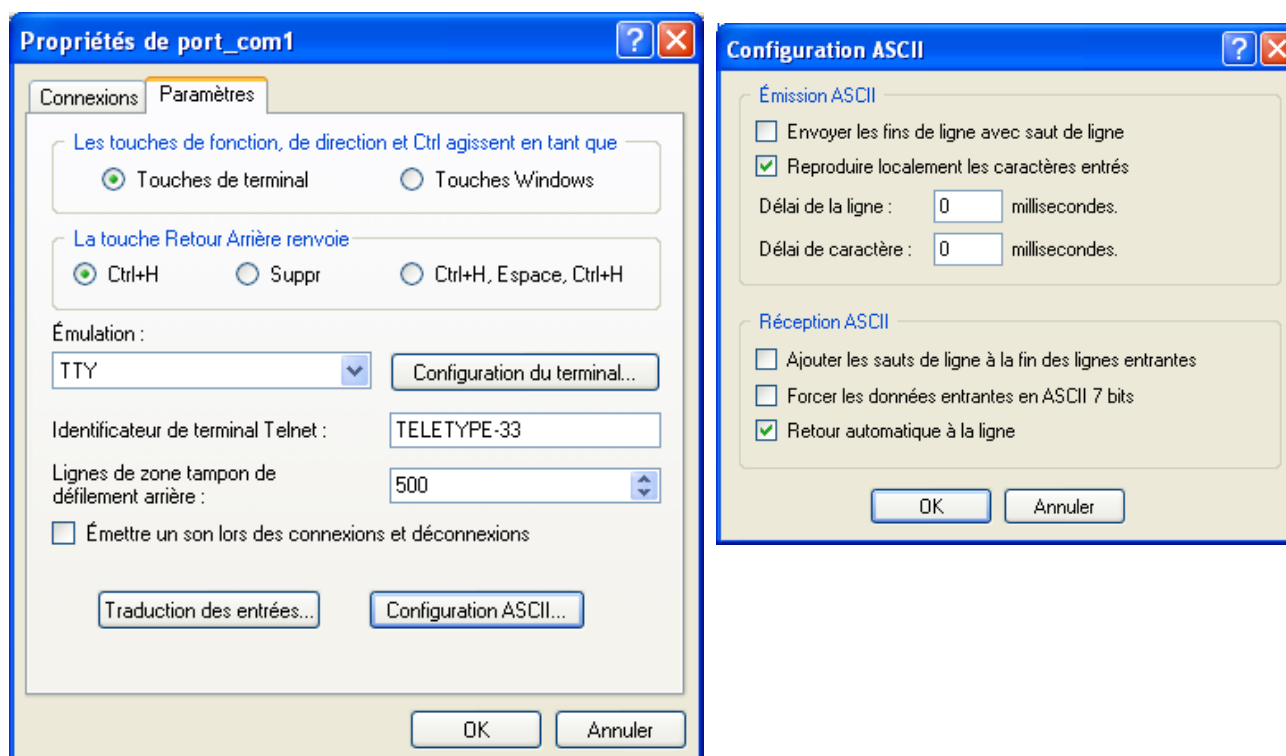 Propriétés de port_com1
Connexions Paramètres
Les touches de fonction, de direction et Ctrl agissent en tant que
Touches de terminal Touches Windows
La touche Retour Arrière renvoie
Ctrl+H Suppr Ctrl+H, Espace, Ctrl+H
Émulation :
TTY Configuration du terminal...
Identificateur de terminal Telnet : TELETYPE-33
Lignes de zone tampon de
défilement arrière : 500
Émettre un son lors des connexions et déconnexions
Traduction des entrées... Configuration ASCII...
OK Annuler
Configuration ASCII
Émission ASCII
Envoyer les fins de ligne avec saut de ligne
Reproduire localement les caractères entrés
Délai de la ligne : 0 millisecondes.
Délai de caractère : 0 millisecondes.
Réception ASCII
Ajouter les sauts de ligne à la fin des lignes entrantes
Forcer les données entrantes en ASCII 7 bits
Retour automatique à la ligne
OK Annuler